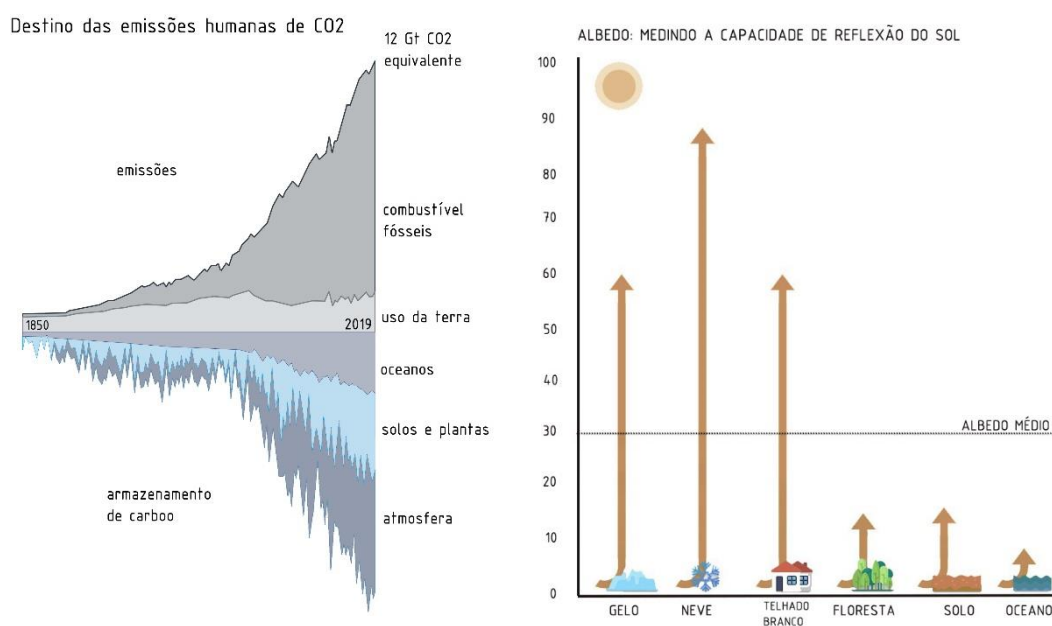 Destino das emissões humanas de CO2
12 Gt CO2
equivalente
emissões
combustível
fósseis
uso da terra
1850
2019
oceanos
solos e plantas
armazenamento
de carboo
atmosfera
ALBEDO: MEDINDO A CAPACIDADE DE REFLEXÃO DO SOL
100
90
80
70
60
50
40
30
20
10
0
ALBEDO MÉDIO
GELO
NEVE
TELHADO
BRANCO
FLORESTA
SOLO
OCEANO